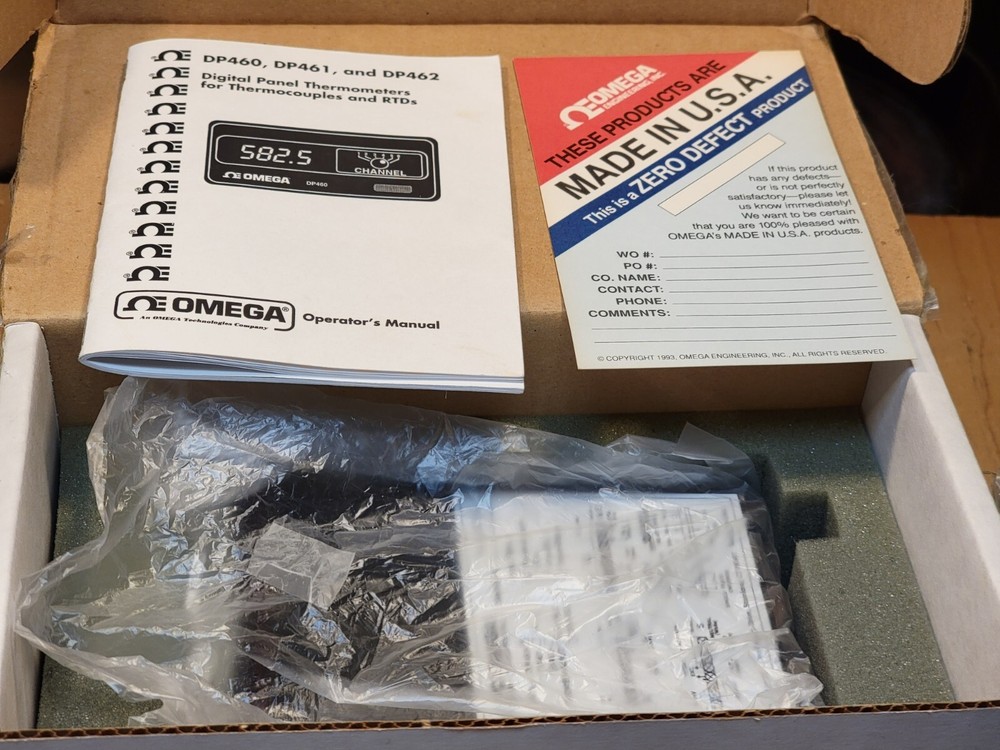 DP460, DP461, and DP462
Digital Panel Thermometers
for Thermocouples and RTDs
582.5
CHANNEL
OMEGA
DP460
OMEGA®
An OMEGA Technologies Company
Operator's Manual
OMEGA
ENGINEERING, INC.
THESE PRODUCTS ARE
MADE IN U.S.A.
This is a ZERO DEFECT PRODUCT
If this product
has any defects—
or is not perfectly
satisfactory—please let
us know immediately!
We want to be certain
that you are 100% pleased with
OMEGA's MADE IN U.S.A. products.
WO #:
PO #:
CO. NAME:
CONTACT:
PHONE:
COMMENTS:
© COPYRIGHT 1993, OMEGA ENGINEERING, INC., ALL RIGHTS RESERVED.